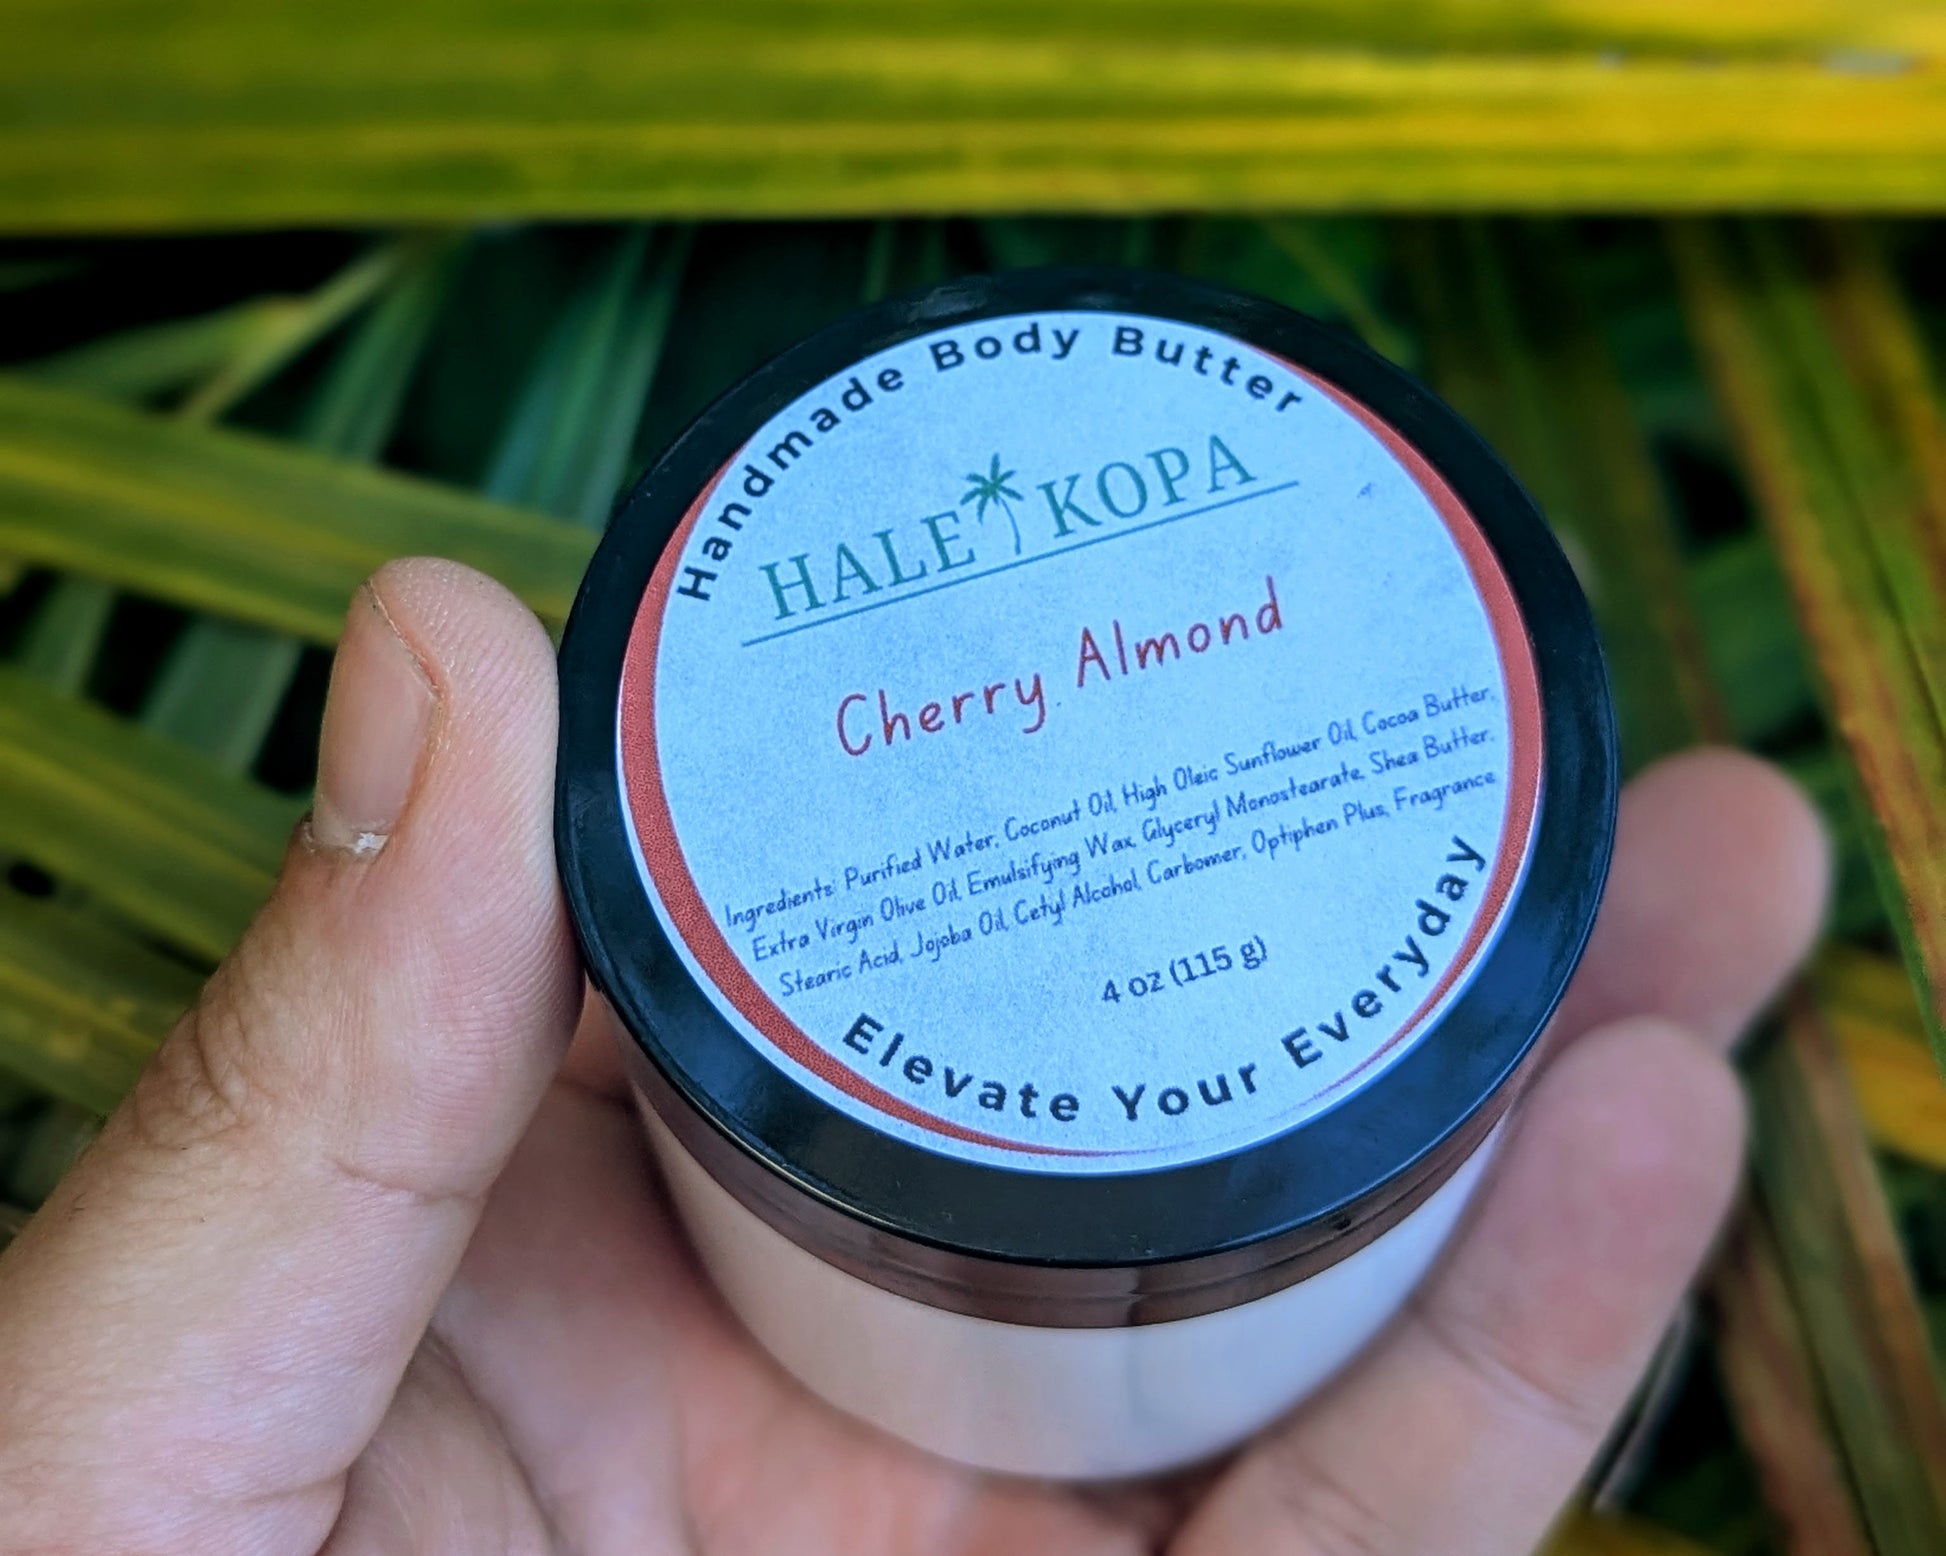 Handmade Body Butter
HALE KOPA
Cherry Almond
Ingredients: Purified Water, Coconut Oil, High Oleic Sunflower Oil, Cocoa Butter,
Extra Virgin Olive Oil, Emulsifying Wax, Glyceryl Monostearate, Shea Butter,
Stearic Acid, Jojoba Oil, Cetyl Alcohol, Carbomer, Optiphen Plus, Fragrance
4 oz (115 g)
Elevate Your Everyday